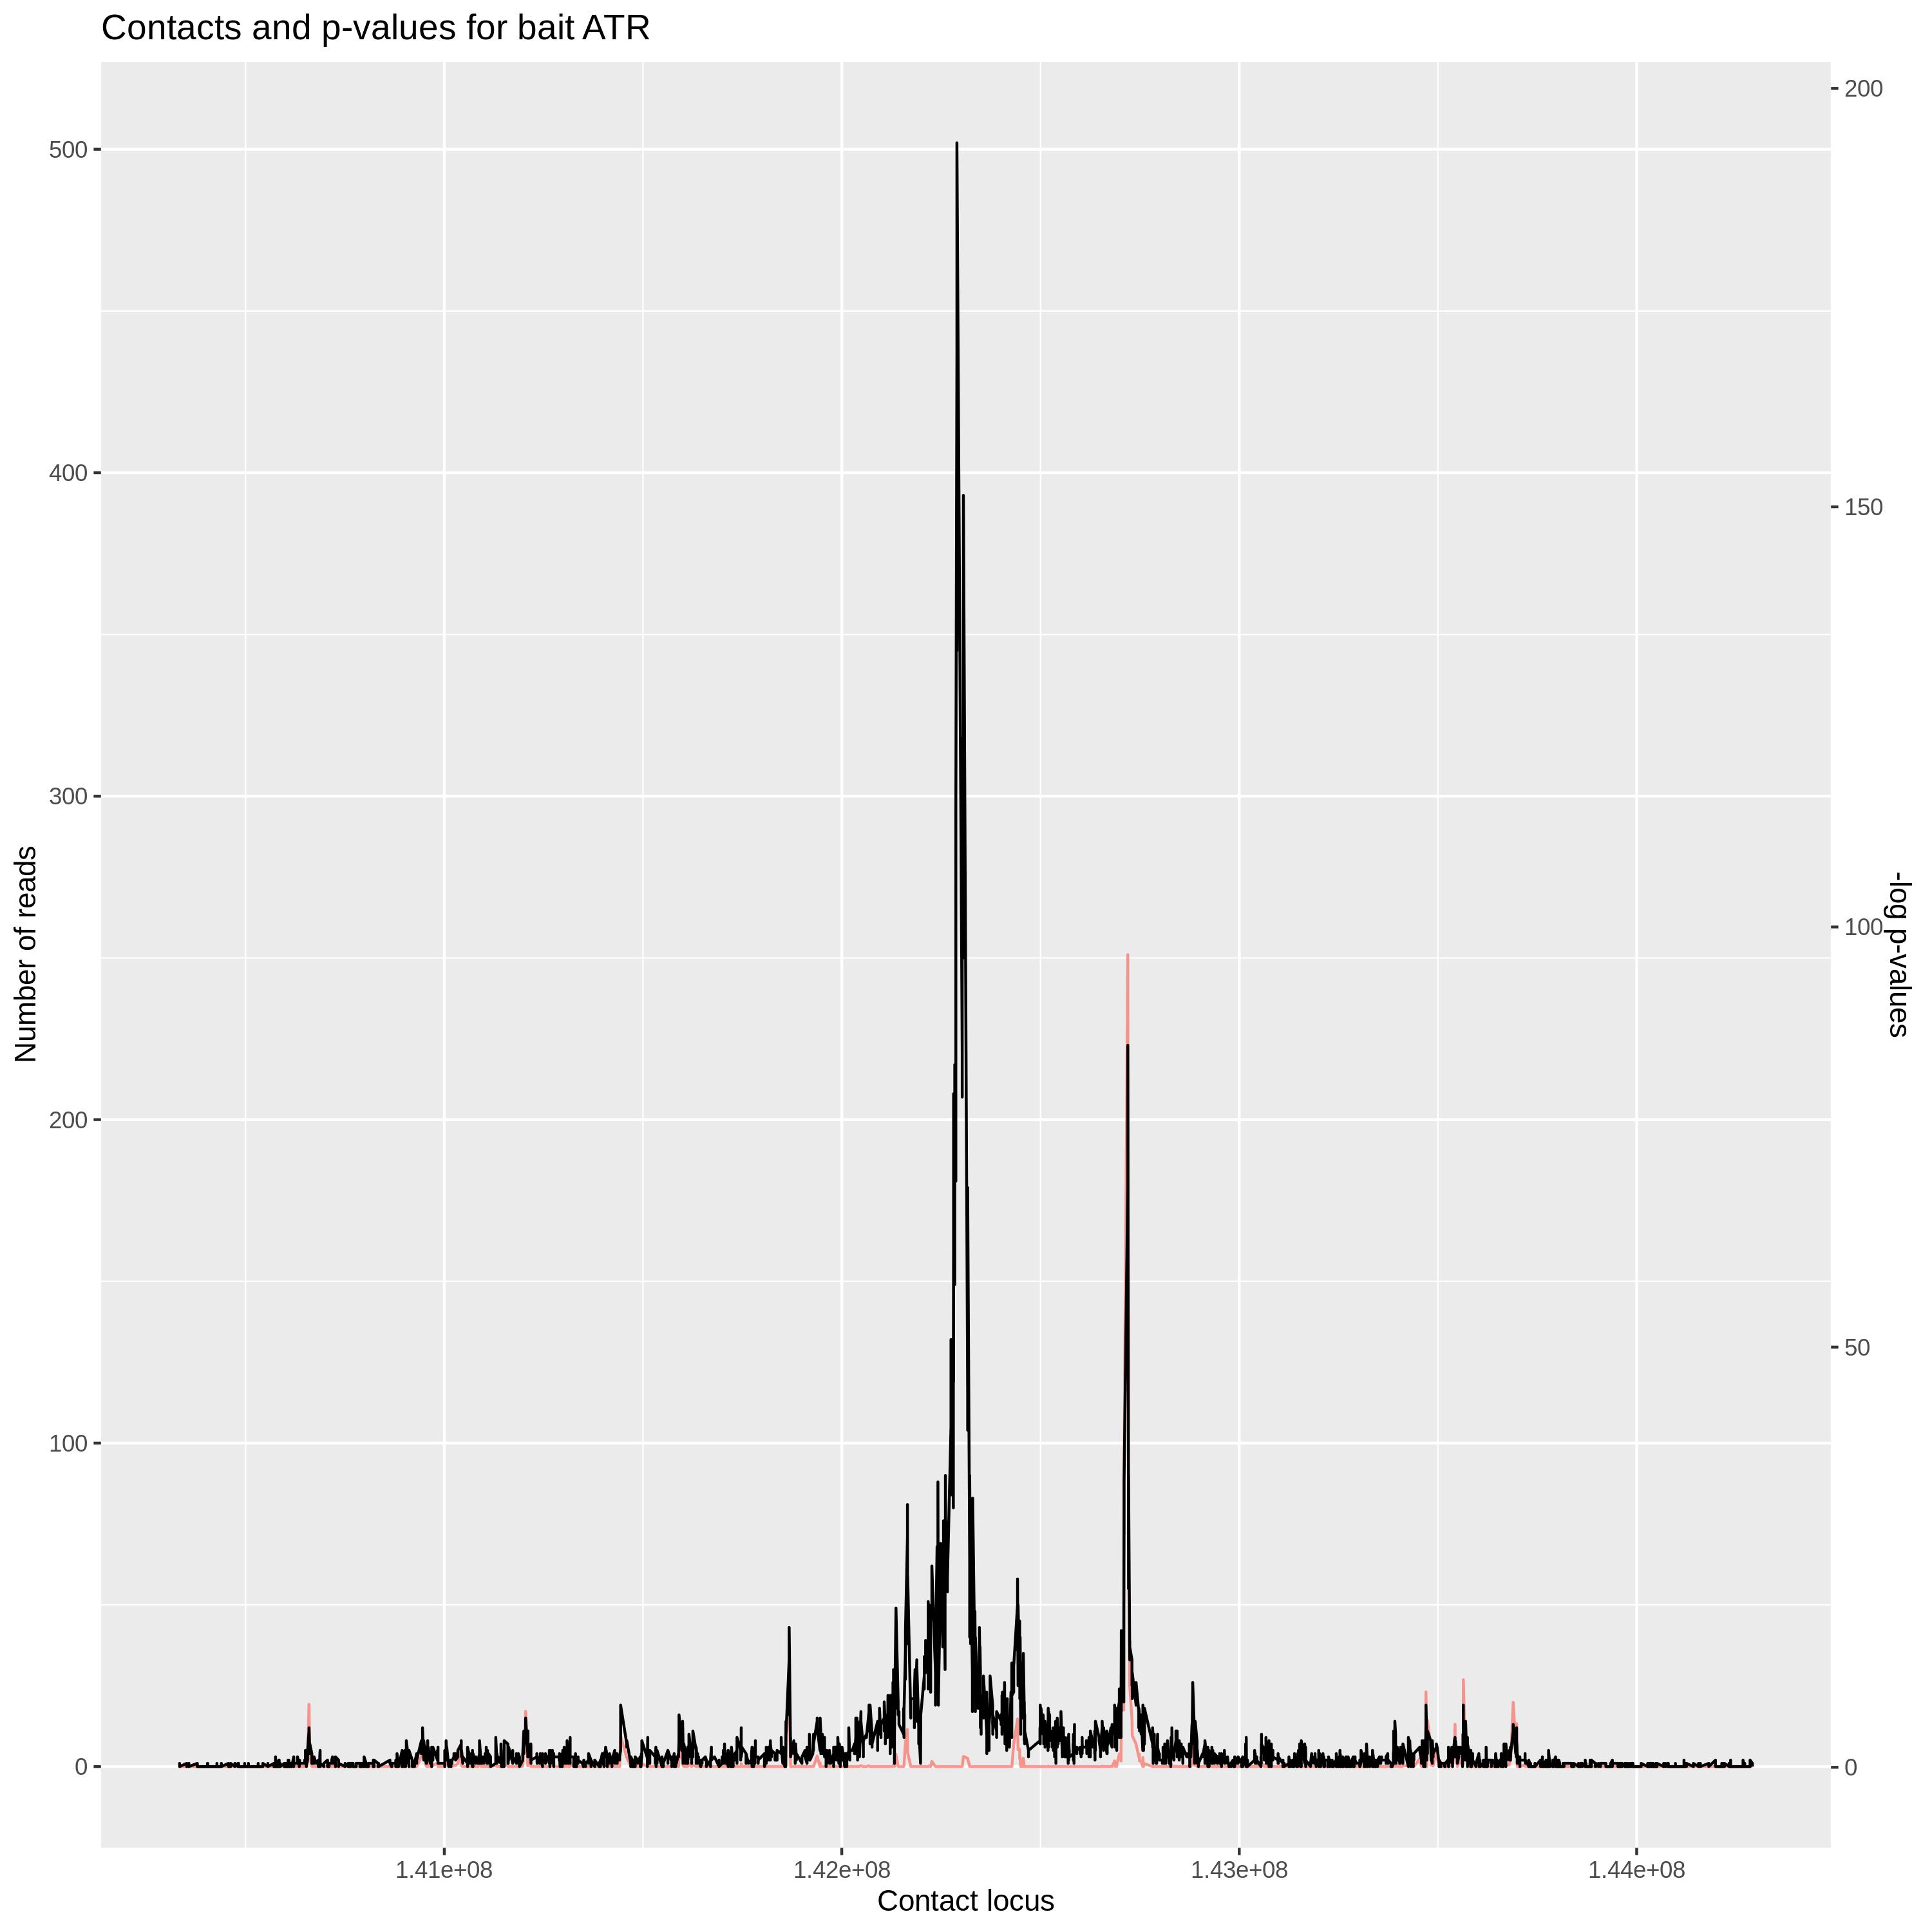 Contacts and p-values for bait ATR
500
400
300
200
100
0
Number of reads
200
150
100
50
0
-log p-values
1.41e+08
1.42e+08
1.43e+08
1.44e+08
Contact locus